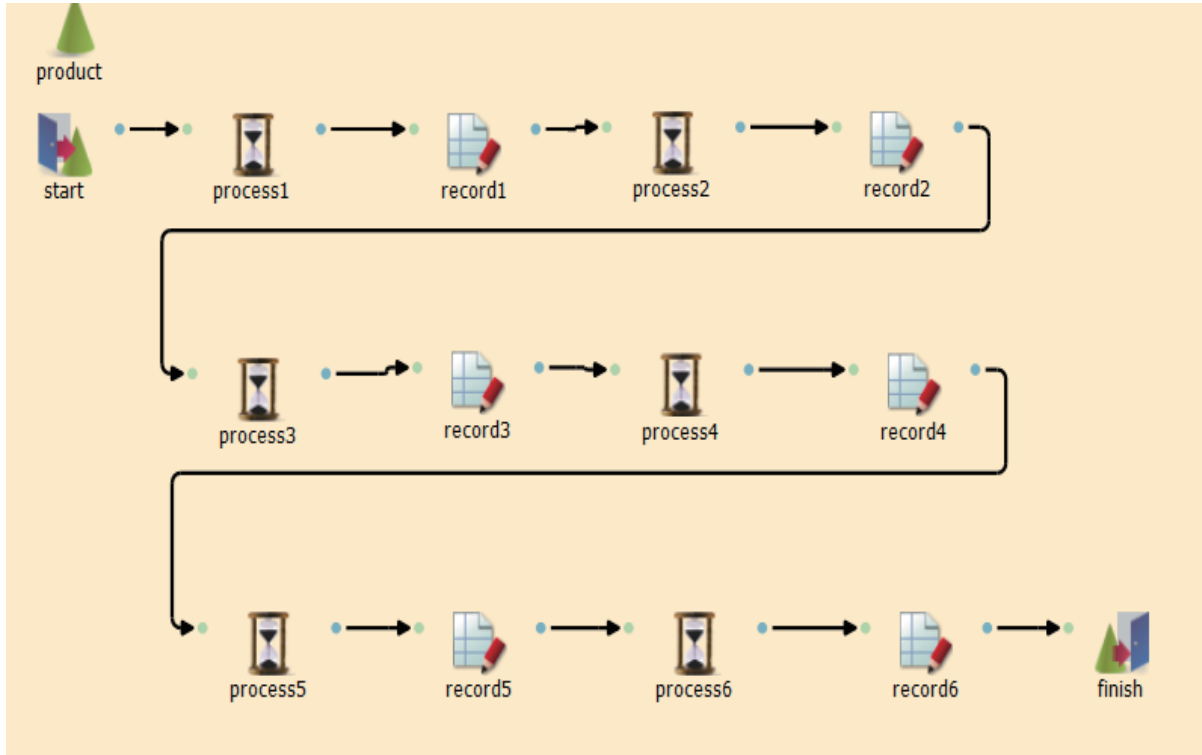 product
start
process1
record1
process2
record2
process3
record3
process4
record4
process5
record5
process6
record6
finish